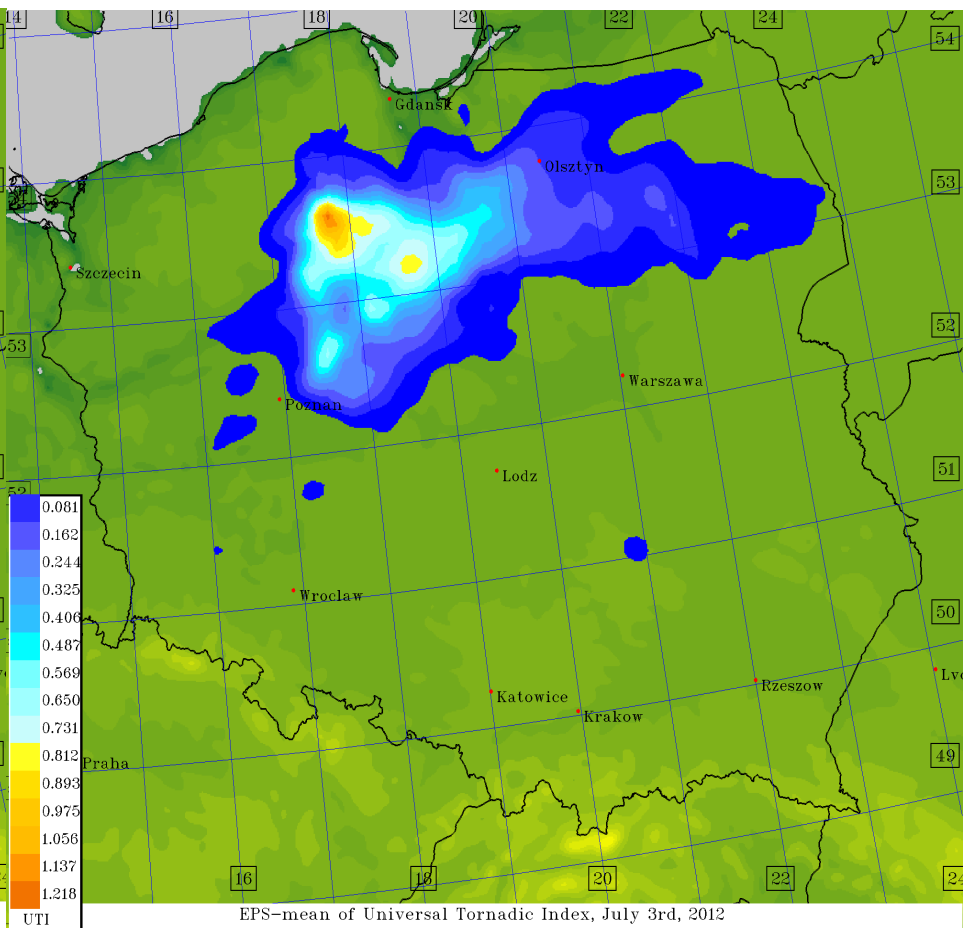 14 16 18 20 22 24
54
Gdansk
Olsztyn
53
Szczecin
52
53
Warszawa
Poznan
51
Lodz
52
0.081
0.162
0.244
0.325
0.406
0.487
0.569
0.650
0.731
0.812
0.893
0.975
1.056
1.137
1.218
UTI
Wroclaw
50
Katowice
Rzeszow
Lvo
Krakow
49
Praha
16 18 20 22 24
EPS-mean of Universal Tornadic Index, July 3rd, 2012